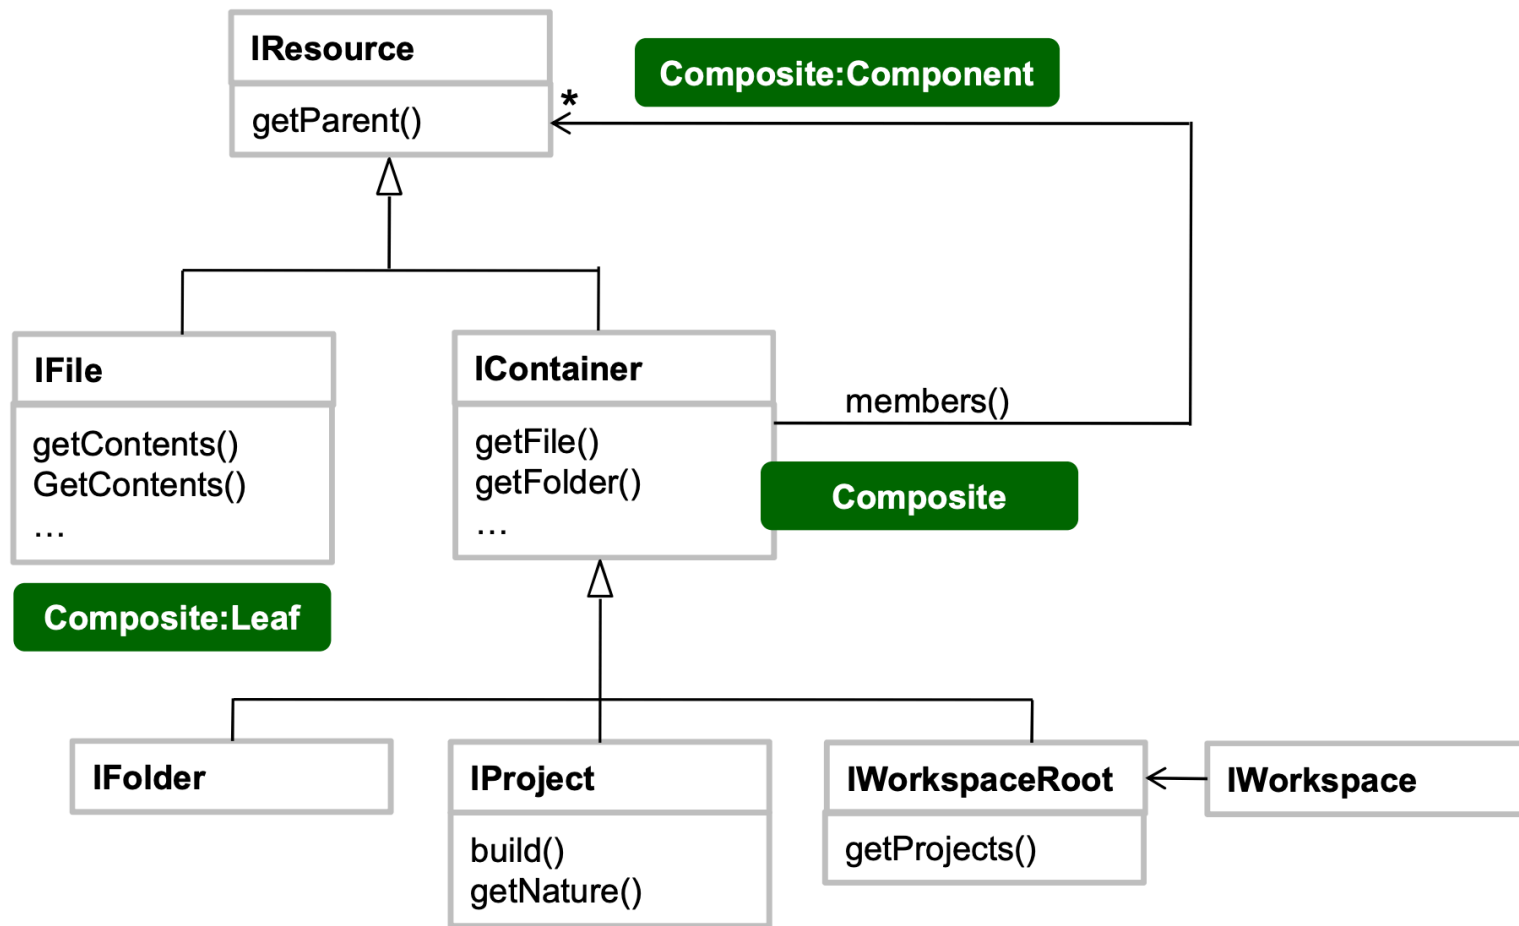 IResource
Composite:Component
getParent()
*
IFile
getContents()
GetContents()
...
IContainer
members()
getFile()
getFolder()
...
Composite
Composite:Leaf
IFolder
IProject
build()
getNature()
IWorkspaceRoot
getProjects()
IWorkspace